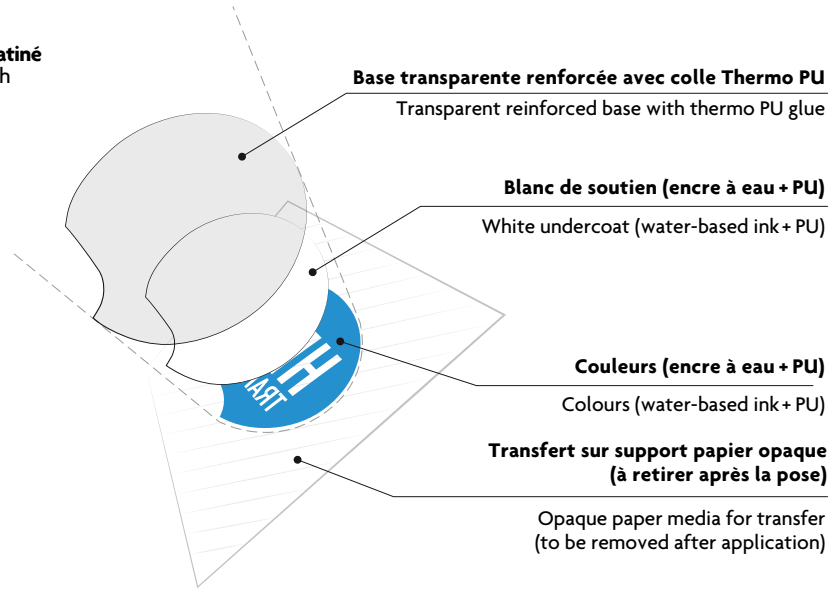 atiné
h
Base transparente renforcée avec colle Thermo PU
Transparent reinforced base with thermo PU glue
Blanc de soutien (encre à eau + PU)
White undercoat (water-based ink + PU)
Couleurs (encre à eau + PU)
Colours (water-based ink + PU)
Transfert sur support papier opaque
(à retirer après la pose)
Opaque paper media for transfer
(to be removed after application)
H
TRA